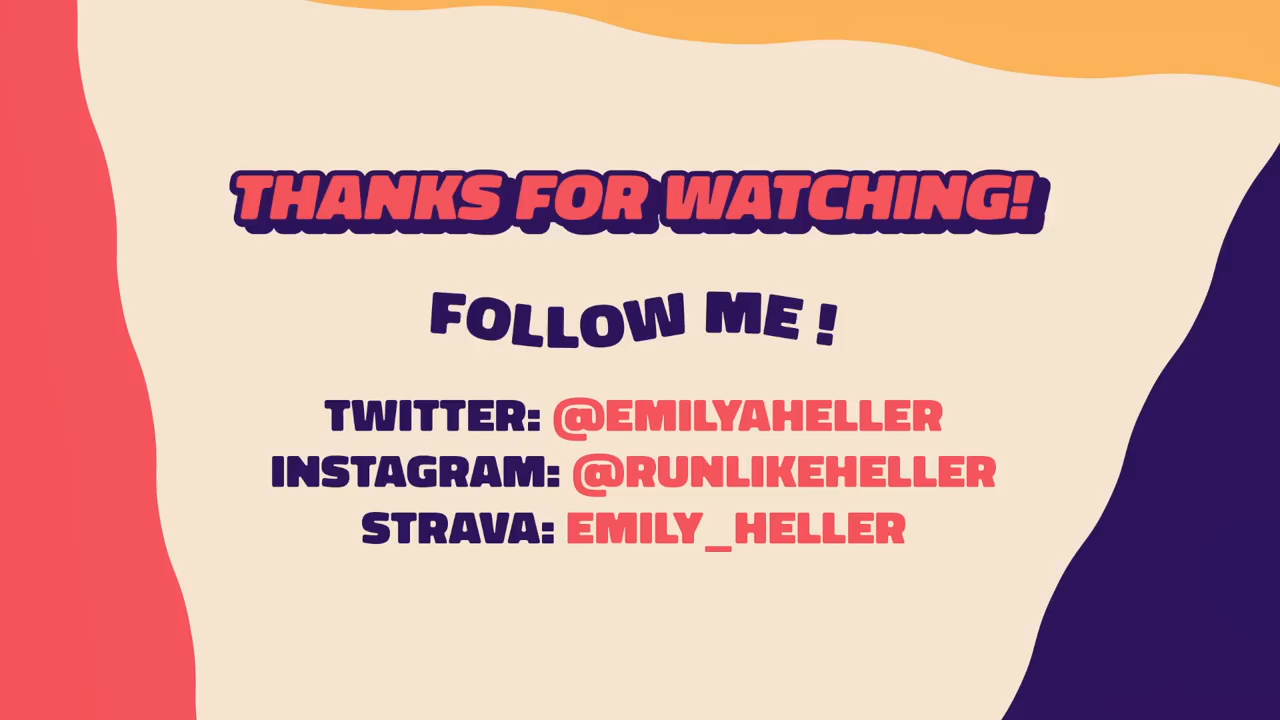 THANKS FOR WATCHING!
FOLLOW ME !
TWITTER: @EMILYAHELLER
INSTAGRAM: @RUNLIKEHELLER
STRAVA: EMILY_HELLER